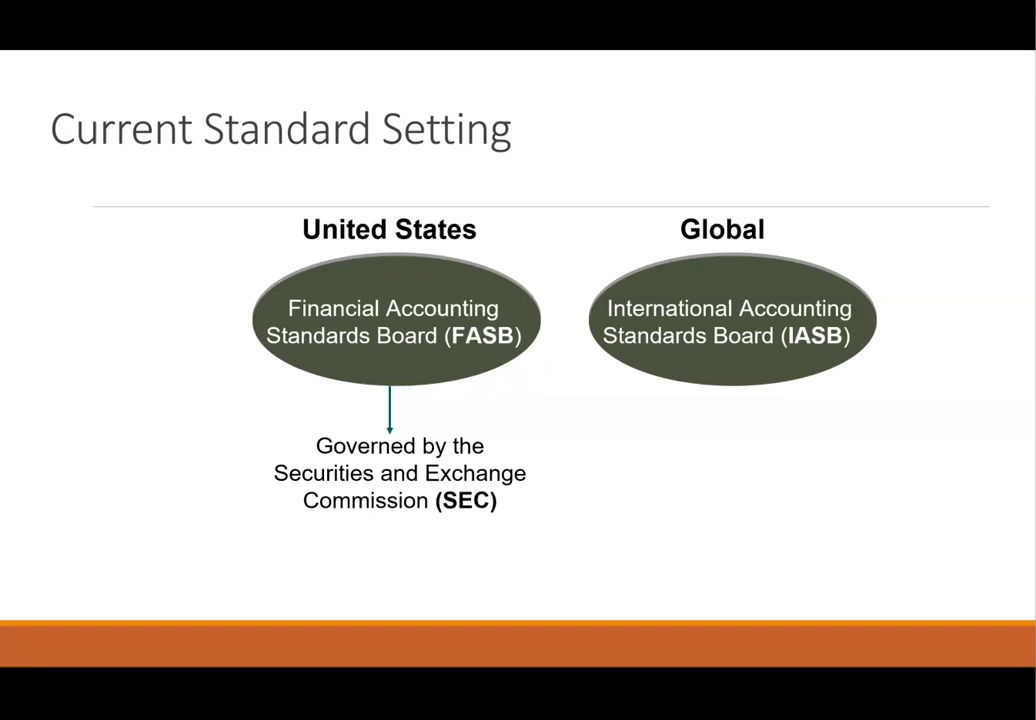 Current Standard Setting
United States
Global
Financial Accounting
Standards Board (FASB)
International Accounting
Standards Board (IASB)
Governed by the
Securities and Exchange
Commission (SEC)